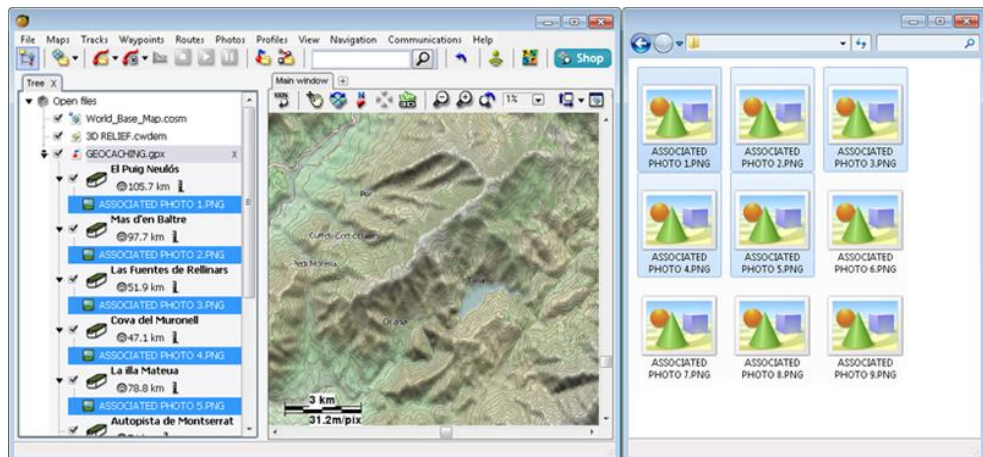 File Maps Tracks Waypoints Routes Photos Profiles View Navigation Communications Help
Shop
Tree X
Main window
Open files
100%
1%
World_Base_Map.cosm
3D RELIEF.cwdem
GEOCACHING.gpx x
El Puig Neulós
105.7 km
ASSOCIATED PHOTO 1.PNG
Mas d'en Baltre
97.7 km
ASSOCIATED PHOTO 2.PNG
Las Fuentes de Rellinars
51.9 km
ASSOCIATED PHOTO 3.PNG
Cova del Muronell
47.1 km
ASSOCIATED PHOTO 4.PNG
La illa Mateua
78.8 km
ASSOCIATED PHOTO 5.PNG
Autopista de Montserrat
3 km
31.2m/pix
ASSOCIATED PHOTO 1.PNG
ASSOCIATED PHOTO 2.PNG
ASSOCIATED PHOTO 3.PNG
ASSOCIATED PHOTO 4.PNG
ASSOCIATED PHOTO 5.PNG
ASSOCIATED PHOTO 6.PNG
ASSOCIATED PHOTO 7.PNG
ASSOCIATED PHOTO 8.PNG
ASSOCIATED PHOTO 9.PNG